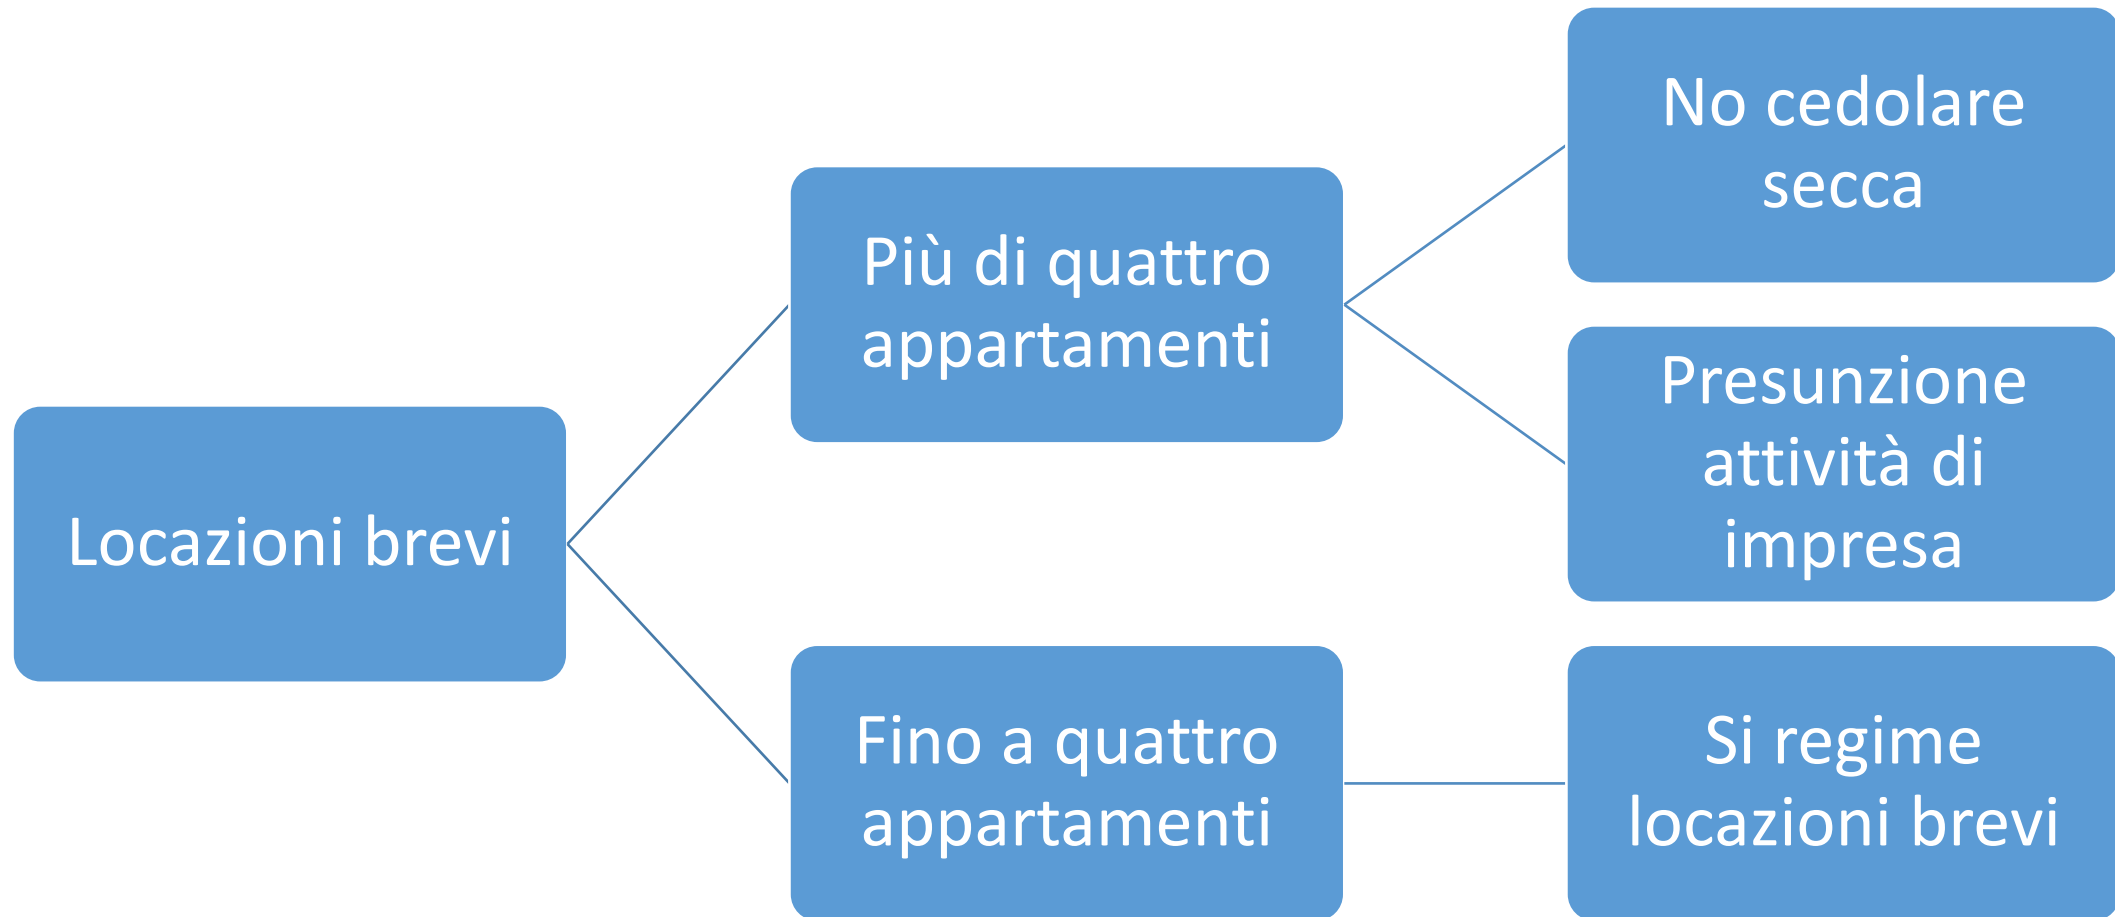 Locazioni brevi
Più di quattro
appartamenti
No cedolare
secca
Presunzione
attività di
impresa
Fino a quattro
appartamenti
Si regime
locazioni brevi